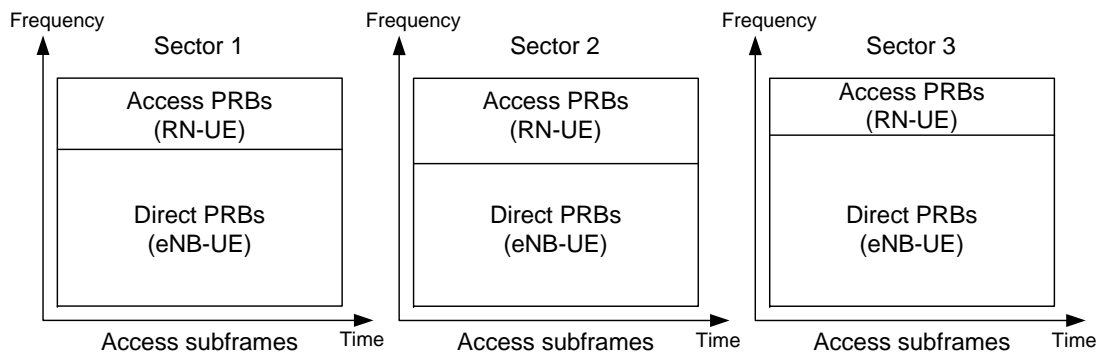 Frequency
Sector 1
Access PRBs
(RN-UE)
Direct PRBs
(eNB-UE)
Access subframes
Time
Frequency
Sector 2
Access PRBs
(RN-UE)
Direct PRBs
(eNB-UE)
Access subframes
Time
Frequency
Sector 3
Access PRBs
(RN-UE)
Direct PRBs
(eNB-UE)
Access subframes
Time